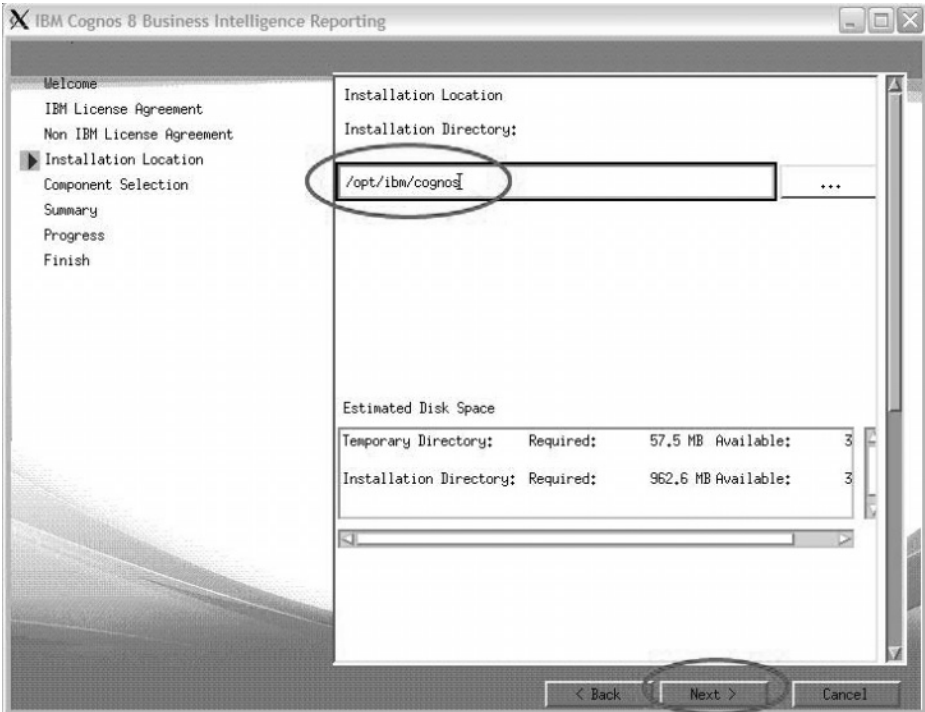 IBM Cognos 8 Business Intelligence Reporting
Welcome
IBM License Agreement
Non IBM License Agreement
Installation Location
Component Selection
Summary
Progress
Finish
Installation Location
Installation Directory:
/opt/ibm/cognos
...
Estimated Disk Space
Temporary Directory: Required: 57.5 MB Available: 3
Installation Directory: Required: 962.6 MB Available: 3
< Back Next > Cancel